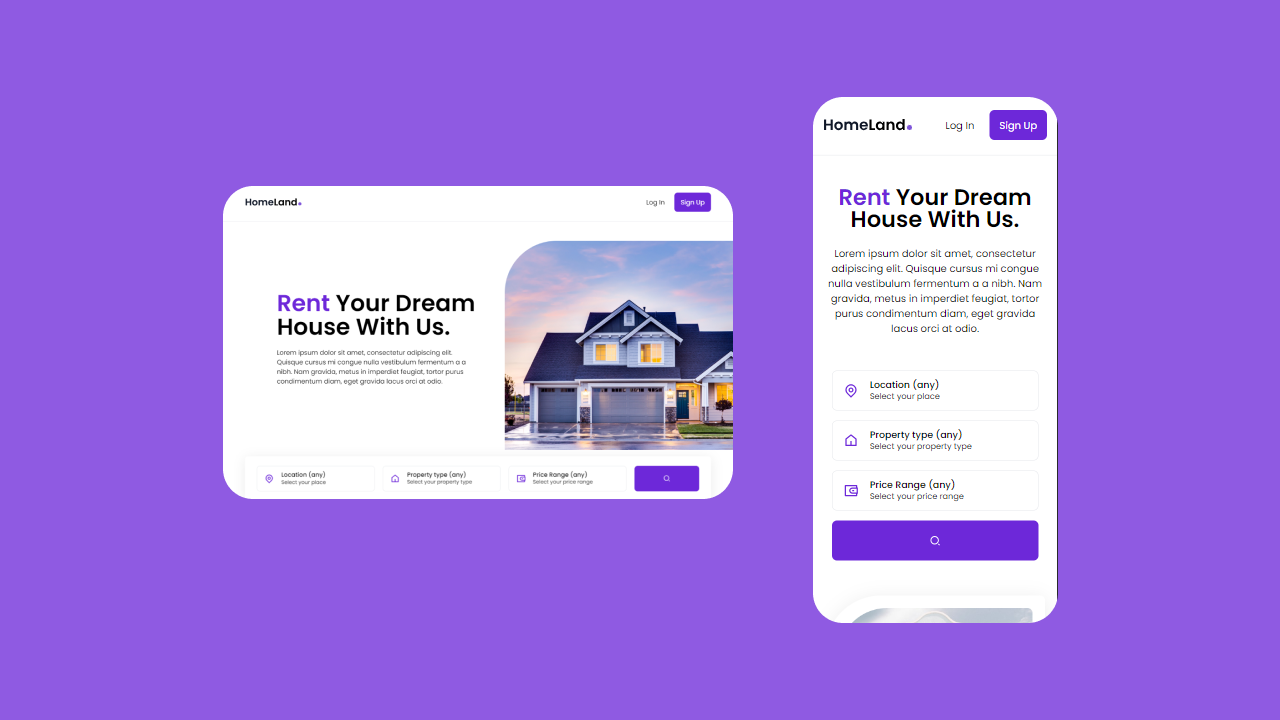 HomeLand.
Log In
Sign Up
Rent Your Dream
House With Us.
Lorem ipsum dolor sit amet, consectetur adipiscing elit.
Quisque cursus mi congue nulla vestibulum fermentum a a
nibh. Nam gravida, metus in imperdiet feugiat, tortor purus
condimentum diam, eget gravida lacus orci at odio.
Location (any)
Select your place
Property type (any)
Select your property type
Price Range (any)
Select your price range
HomeLand.
Log In
Sign Up
Rent Your Dream
House With Us.
Lorem ipsum dolor sit amet, consectetur
adipiscing elit. Quisque cursus mi congue
nulla vestibulum fermentum a a nibh. Nam
gravida, metus in imperdiet feugiat, tortor
purus condimentum diam, eget gravida
lacus orci at odio.
Location (any)
Select your place
Property type (any)
Select your property type
Price Range (any)
Select your price range